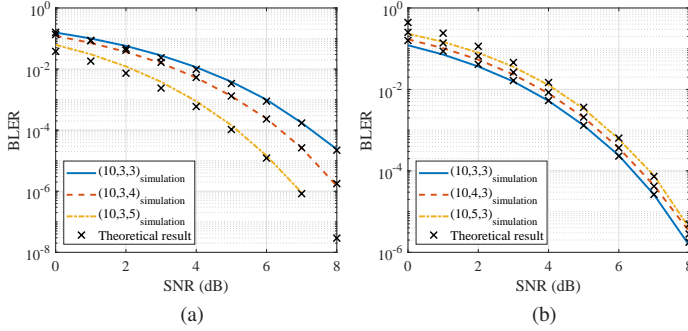 10^0
10^-2
10^-4
10^-6
10^-8
BLER
0 2 4 6 8
SNR (dB)
(10,3,3)simulation
(10,3,4)simulation
(10,3,5)simulation
Theoretical result
(a)
10^0
10^-2
10^-4
10^-6
BLER
0 2 4 6 8
SNR (dB)
(10,3,3)simulation
(10,4,3)simulation
(10,5,3)simulation
Theoretical result
(b)